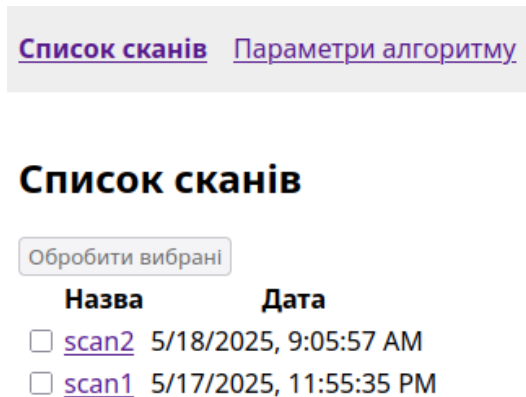 Список сканів Параметри алгоритму
Список сканів
Обробити вибрані
Назва Дата
scan2 5/18/2025, 9:05:57 AM
scan1 5/17/2025, 11:55:35 PM